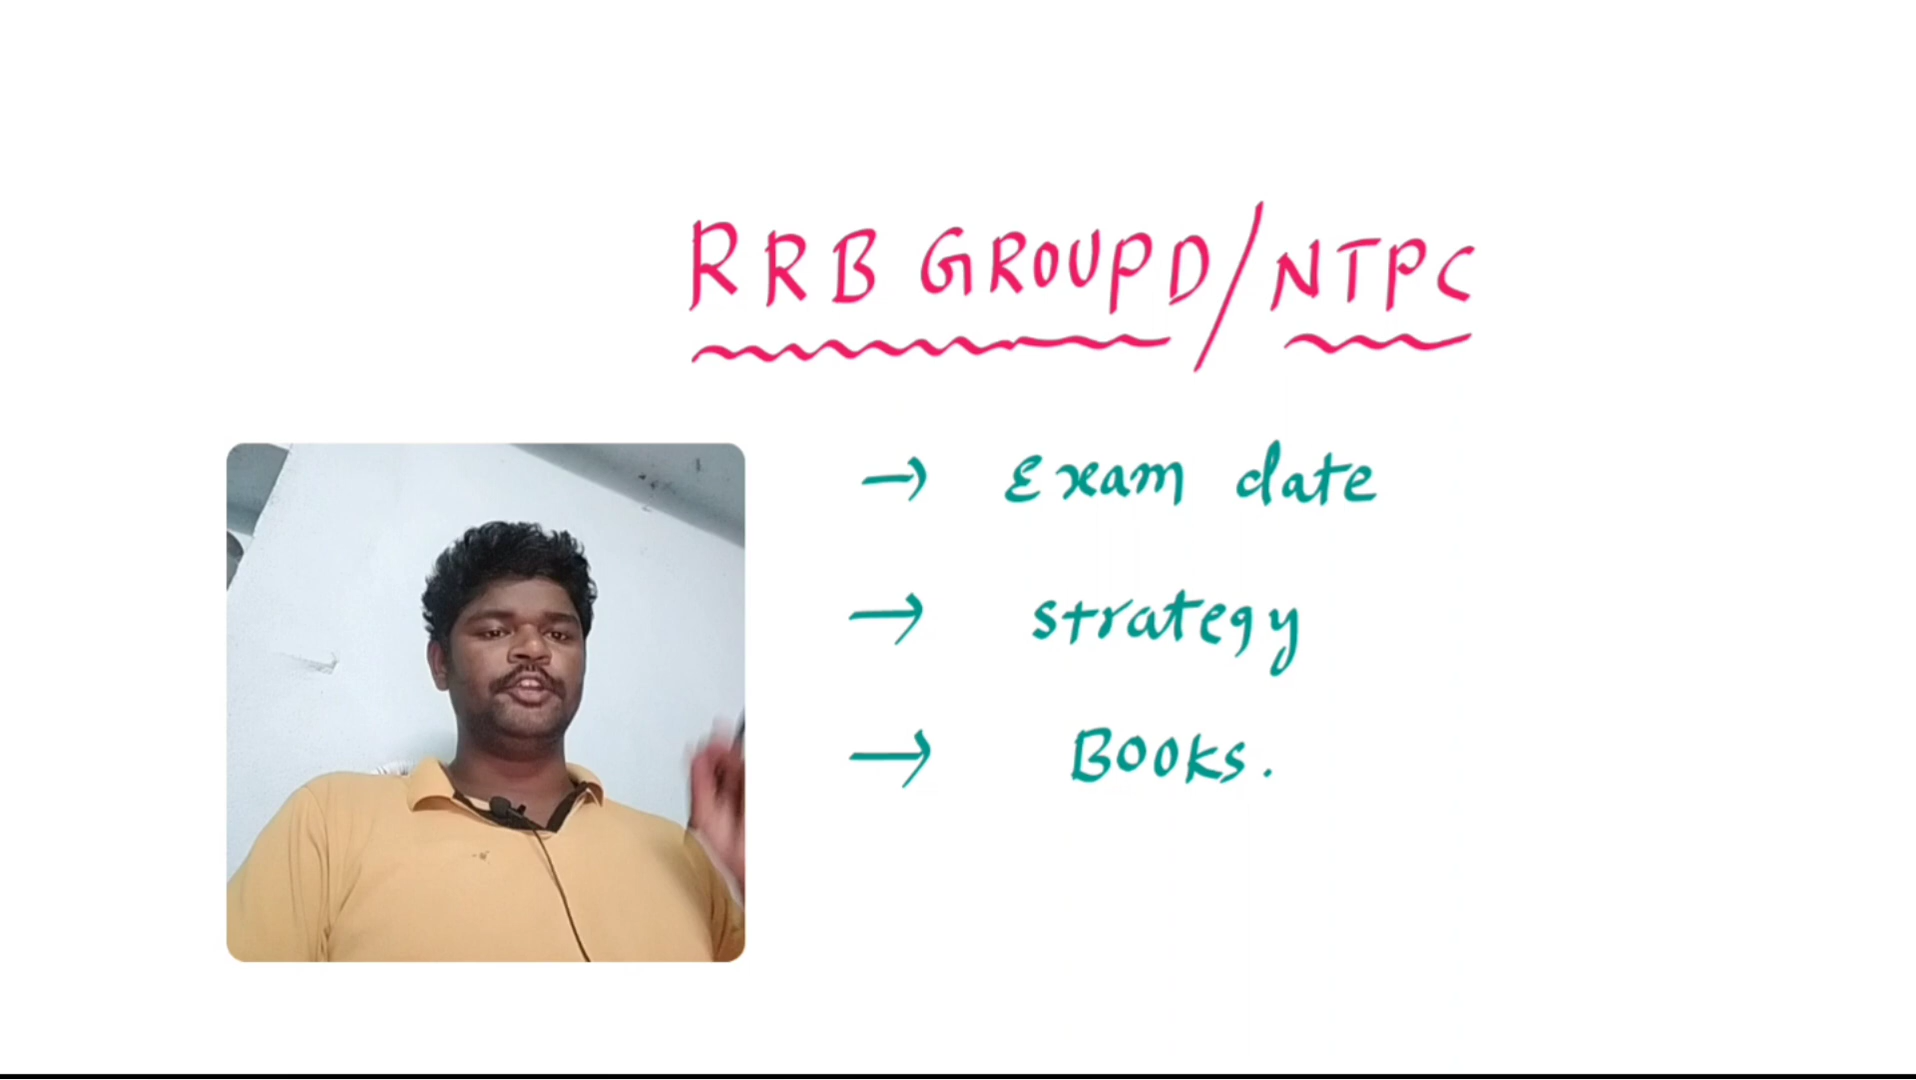 RRB GROUP D/NTPC
→ Exam date
→ strategy
→ Books.